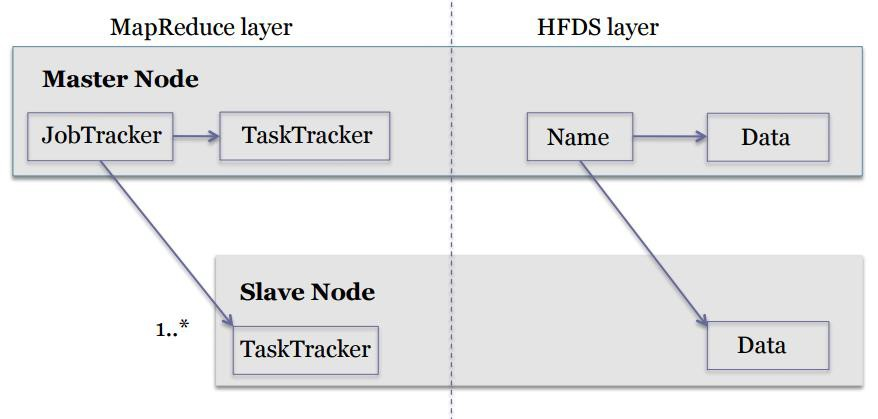 MapReduce layer
HFDS layer
Master Node
JobTracker
TaskTracker
Name
Data
Slave Node
1..*
TaskTracker
Data